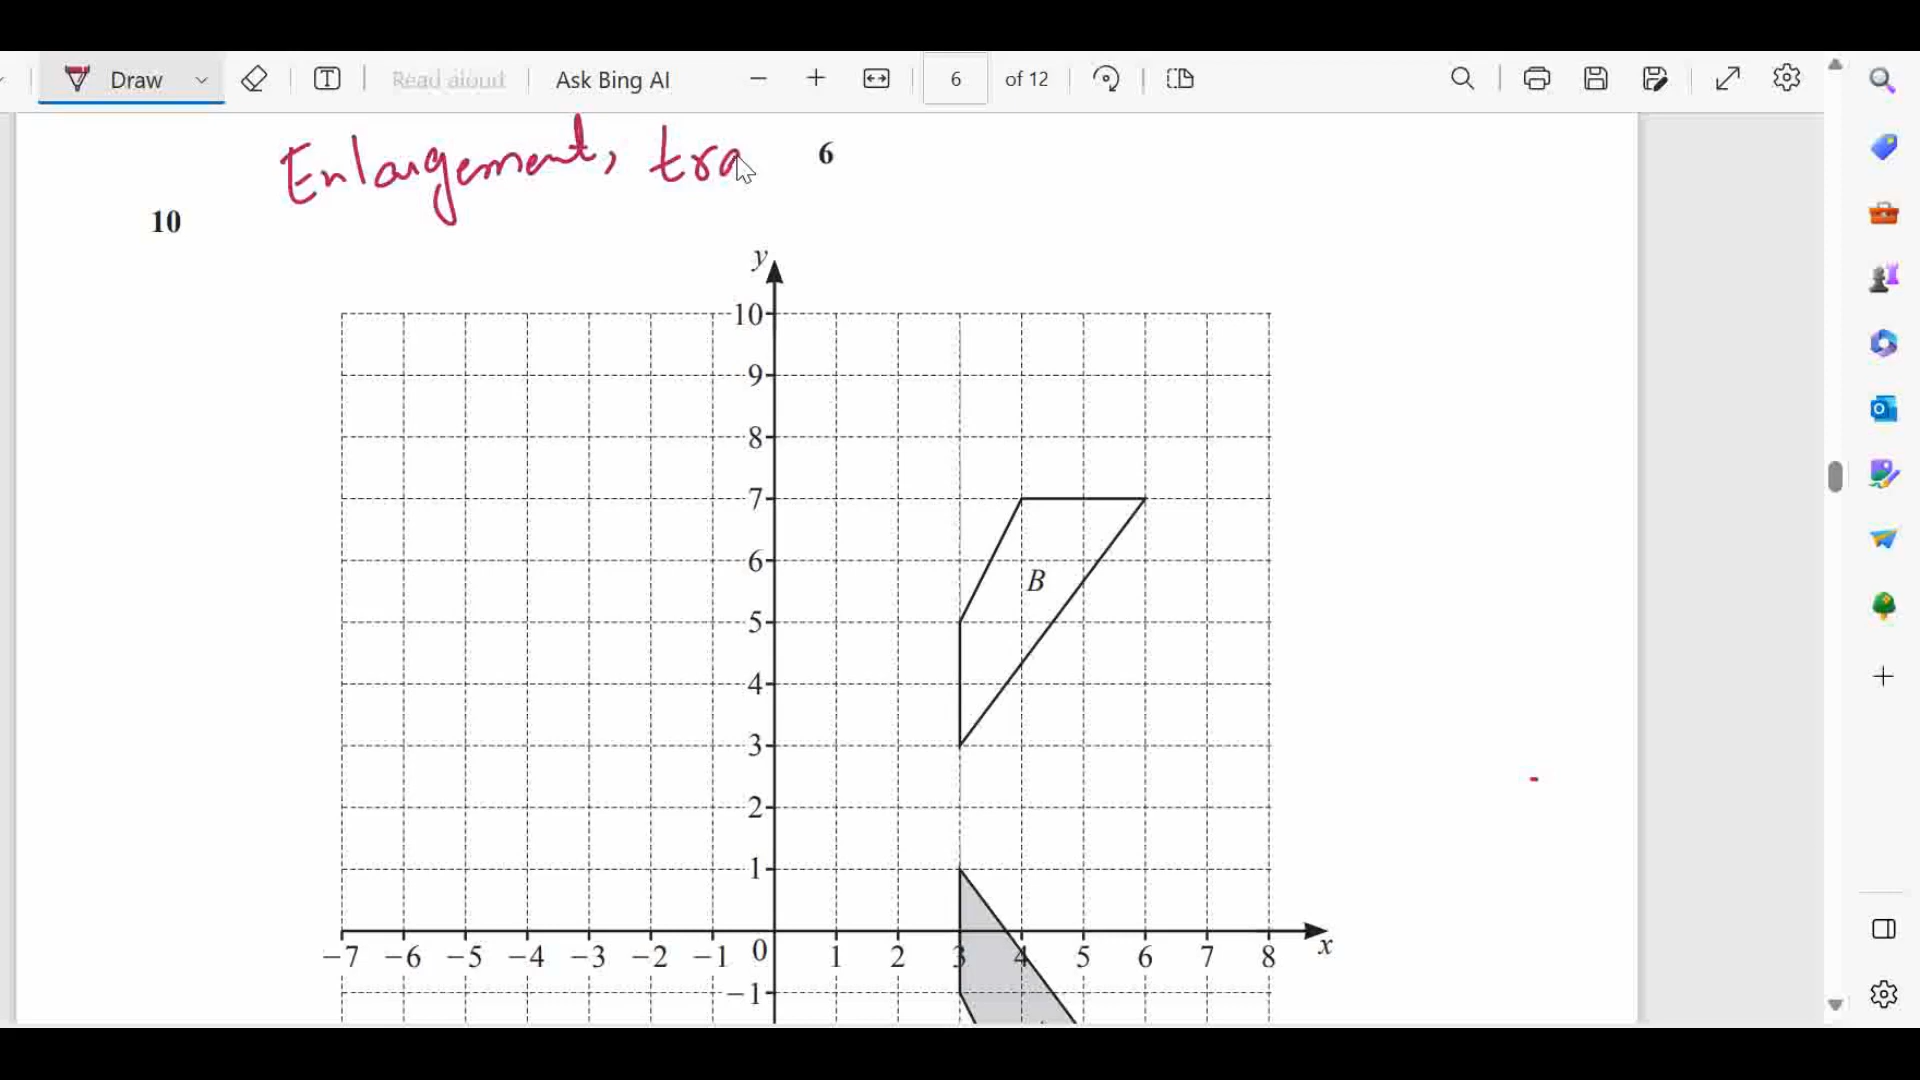 Draw Read aloud Ask Bing AI 6 of 12
Enlargement, tra 6
10
y
10
9
8
7
6
B
5
4
3
2
1
−7 −6 −5 −4 −3 −2 −1 0 1 2 3 4 5 6 7 8 x
−1